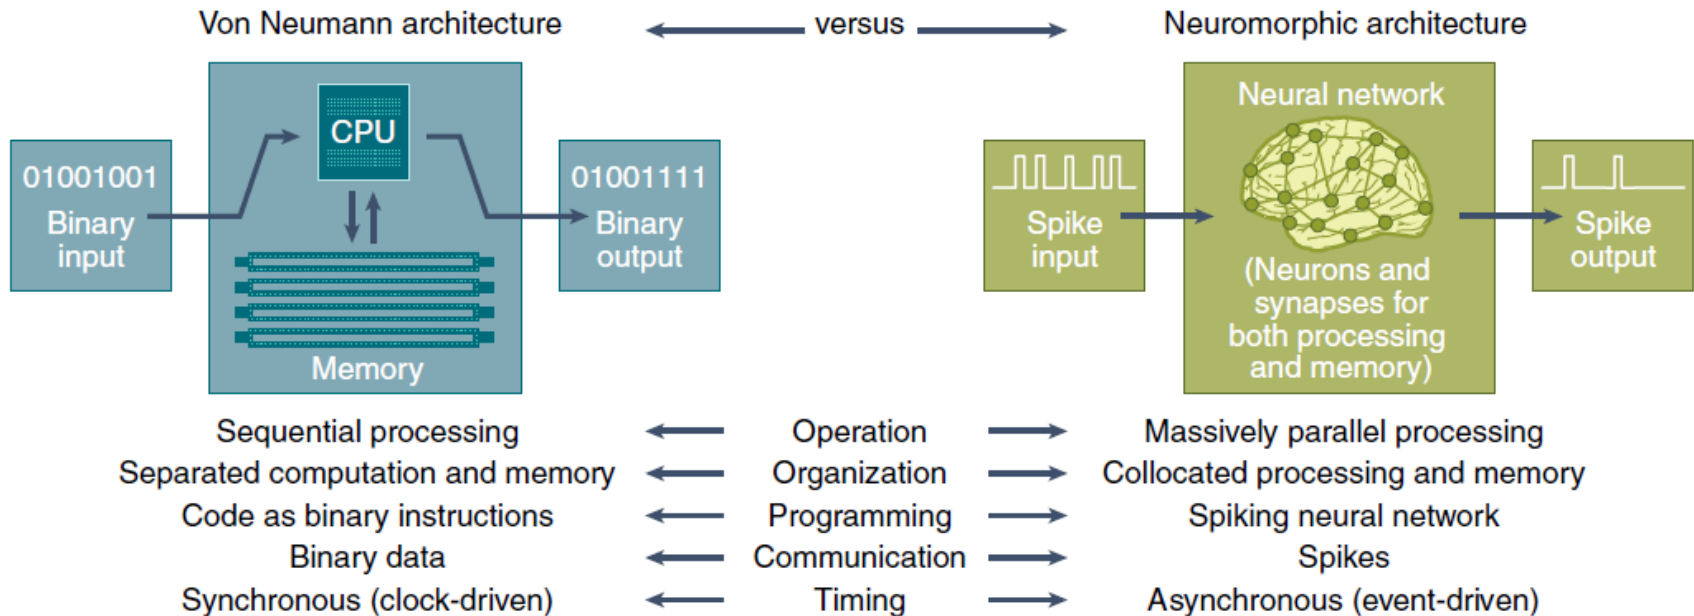 Von Neumann architecture versus Neuromorphic architecture
CPU
01001001
Binary
input
01001111
Binary
output
Memory
Neural network
Spike
input
(Neurons and
synapses for
both processing
and memory)
Spike
output
Sequential processing Operation Massively parallel processing
Separated computation and memory Organization Collocated processing and memory
Code as binary instructions Programming Spiking neural network
Binary data Communication Spikes
Synchronous (clock-driven) Timing Asynchronous (event-driven)